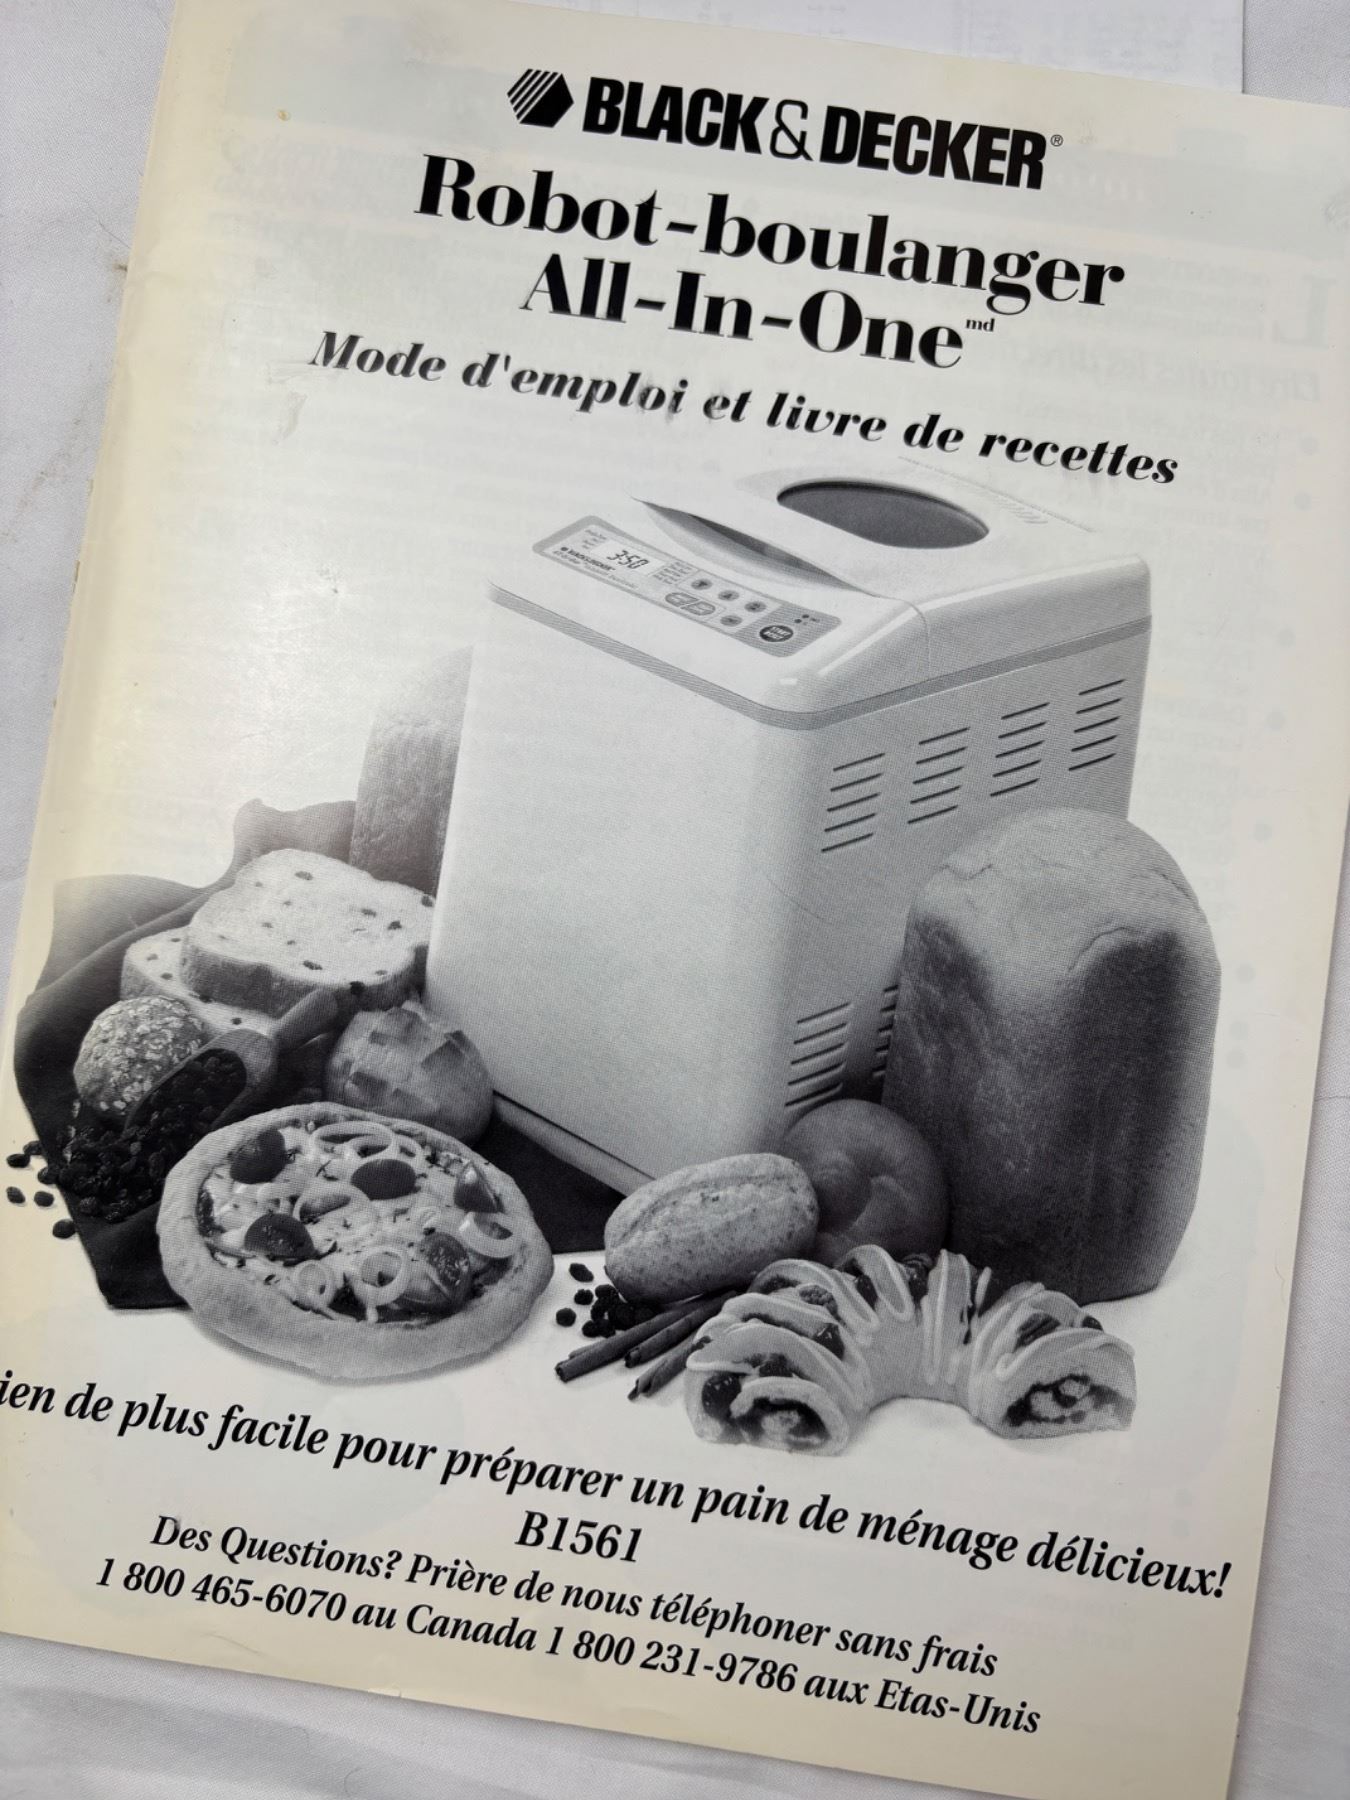 BLACK & DECKER®
Robot-boulanger
All-In-One md
Mode d'emploi et livre de recettes
3:50
de plus facile pour préparer un pain de ménage délicieux!
B1561
Des Questions? Prière de nous téléphoner sans frais
1 800 465-6070 au Canada 1 800 231-9786 aux Etas-Unis